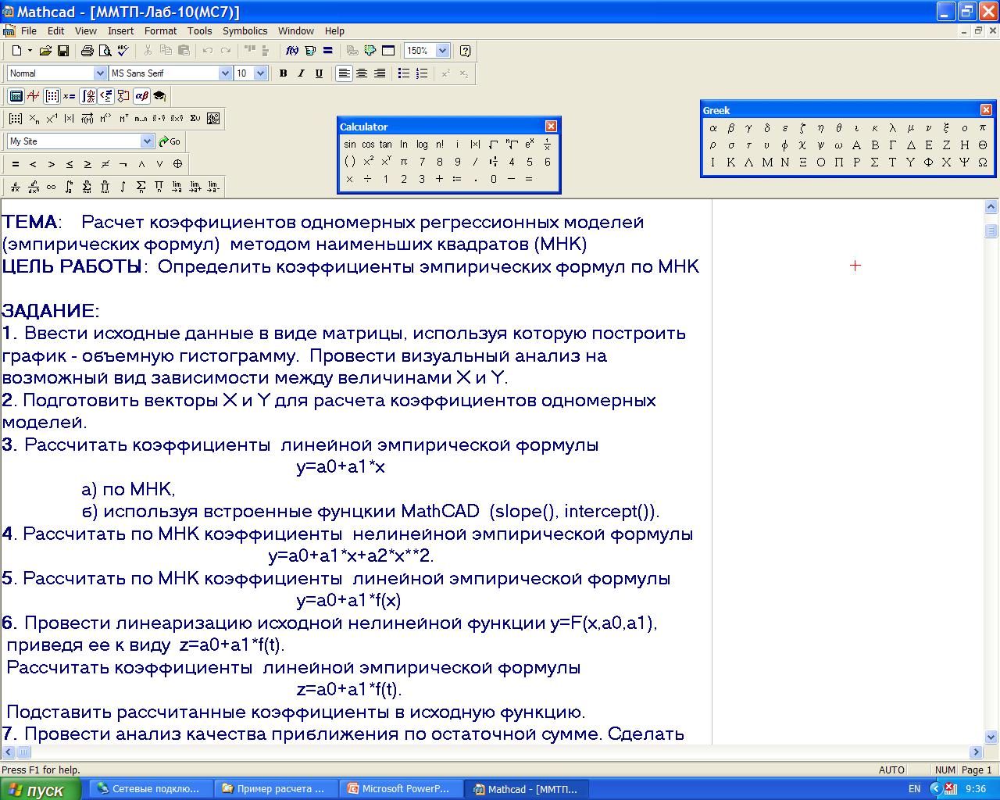 Mathcad - [ММТП-Лаб-10(МС7)]
File Edit View Insert Format Tools Symbolics Window Help
150%
Normal MS Sans Serif 10 B I U
My Site Go
Calculator
sin cos tan ln log n! i |×| √ ⁿ√ eˣ 1/x
( ) x² xʸ π 7 8 9 / 4 5 6
× ÷ 1 2 3 + := . 0 − =
Greek
α β γ δ ε ζ η θ ι κ λ μ ν ξ ο π
ρ σ τ υ φ χ ψ ω Α Β Γ Δ Ε Ζ Η Θ
Ι Κ Λ Μ Ν Ξ Ο Π Ρ Σ Τ Υ Φ Χ Ψ Ω
= < > ≤ ≥ ≠ ¬ ∧ ∨ ⊕
ТЕМА: Расчет коэффициентов одномерных регрессионных моделей
(эмпирических формул) методом наименьших квадратов (МНК)
ЦЕЛЬ РАБОТЫ: Определить коэффициенты эмпирических формул по МНК
ЗАДАНИЕ:
1. Ввести исходные данные в виде матрицы, используя которую построить
график - объемную гистограмму. Провести визуальный анализ на
возможный вид зависимости между величинами X и Y.
2. Подготовить векторы X и Y для расчета коэффициентов одномерных
моделей.
3. Рассчитать коэффициенты линейной эмпирической формулы
y=a0+a1*x
а) по МНК,
б) используя встроенные фунцкии MathCAD (slope(), intercept()).
4. Рассчитать по МНК коэффициенты нелинейной эмпирической формулы
y=a0+a1*x+a2*x**2.
5. Рассчитать по МНК коэффициенты линейной эмпирической формулы
y=a0+a1*f(x)
6. Провести линеаризацию исходной нелинейной функции y=F(x,a0,a1),
приведя ее к виду z=a0+a1*f(t).
Рассчитать коэффициенты линейной эмпирической формулы
z=a0+a1*f(t).
Подставить рассчитанные коэффициенты в исходную функцию.
7. Провести анализ качества приближения по остаточной сумме. Сделать
Press F1 for help. AUTO NUM Page 1
пуск Сетевые подклю... Пример расчета ... Microsoft PowerP... Mathcad - [ММТП... EN 9:36